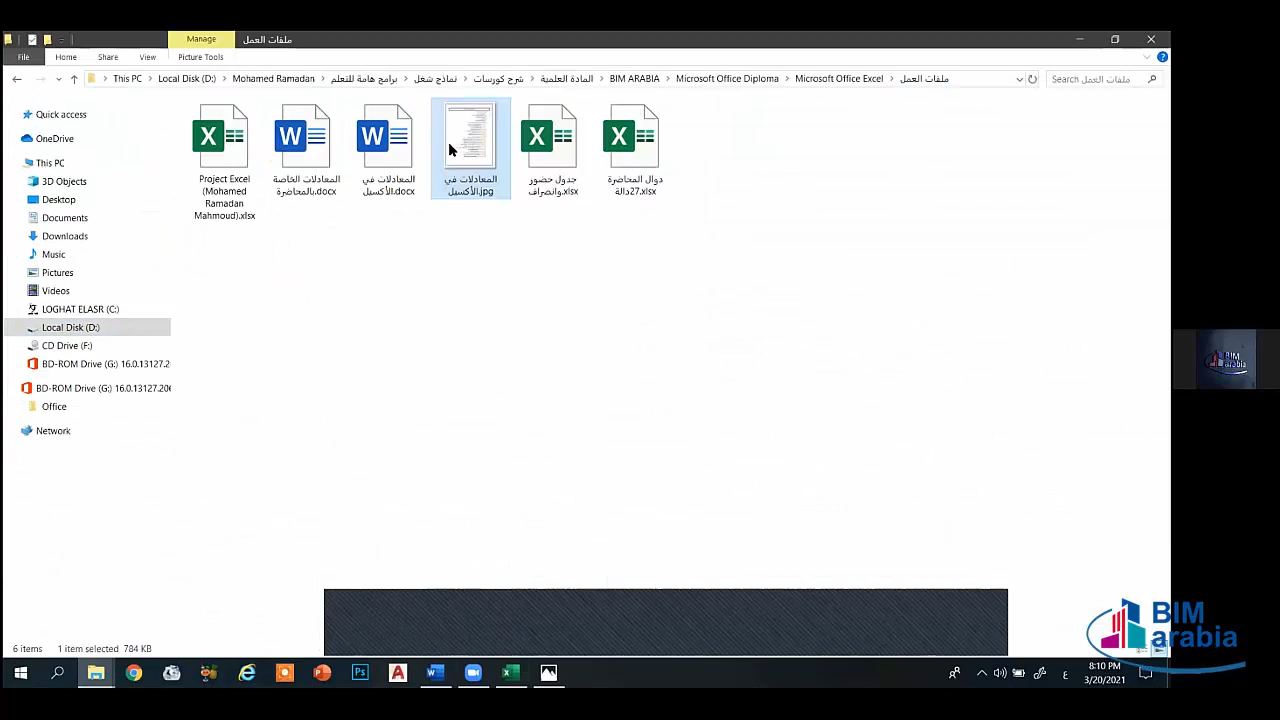 Manage
ملفات العمل
File
Home
Share
View
Picture Tools
This PC
Local Disk (D:)
Mohamed Ramadan
برامج هامة للتعلم
نماذج شغل
شرح كورسات
المادة العلمية
BIM ARABIA
Microsoft Office Diploma
Microsoft Office Excel
ملفات العمل
Search ملفات العمل
Quick access
OneDrive
This PC
3D Objects
Desktop
Documents
Downloads
Music
Pictures
Videos
LOGHAT ELASR (C:)
Local Disk (D:)
CD Drive (F:)
BD-ROM Drive (G:) 16.0.13127.2
BD-ROM Drive (G:) 16.0.13127.206
Office
Network
Project Excel
(Mohamed
Ramadan
Mahmoud).xlsx
المعادلات الخاصة
بالمحاضرة.docx
المعادلات في
الأكسيل.docx
المعادلات في
الأكسيل.jpg
جدول حضور
وانصراف.xlsx
دوال المحاضرة
27دالة.xlsx
BIM
arabia
6 items
1 item selected 784 KB
BIM
arabia
8:10 PM
3/20/2021
ع